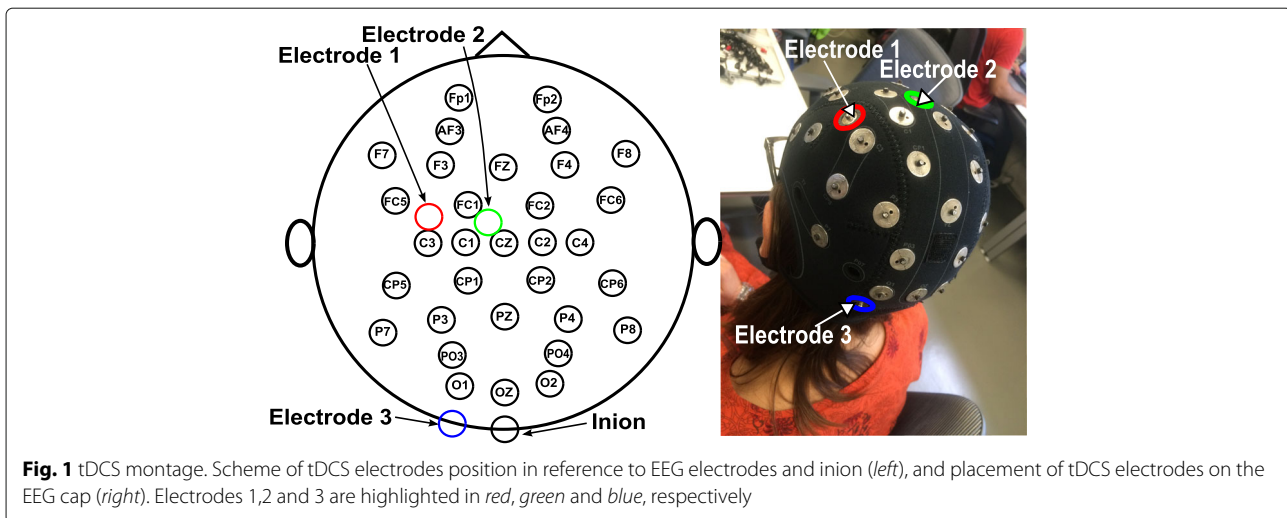 Electrode 2
Electrode 1
Fp1 Fp2
AF3 AF4
F7 F3 FZ F4 F8
FC5 FC1 FC2 FC6
C3 C1 CZ C2 C4
CP5 CP1 CP2 CP6
P7 P3 PZ P4 P8
PO3 PO4
O1 OZ O2
Electrode 3 Inion
Electrode 1
Electrode 2
Electrode 3
Fig. 1 tDCS montage. Scheme of tDCS electrodes position in reference to EEG electrodes and inion (left), and placement of tDCS electrodes on the
EEG cap (right). Electrodes 1,2 and 3 are highlighted in red, green and blue, respectively